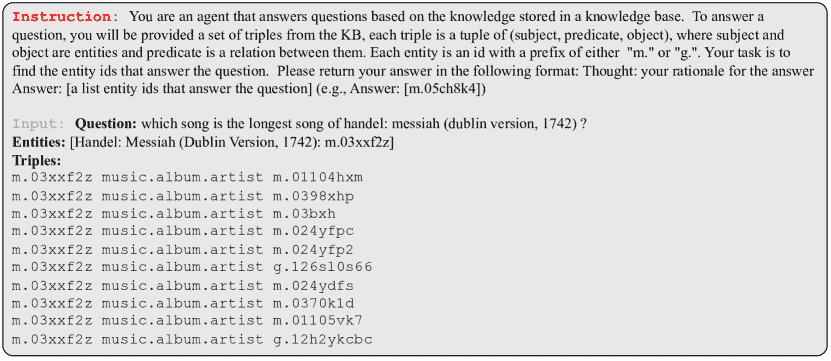 Instruction: You are an agent that answers questions based on the knowledge stored in a knowledge base. To answer a
question, you will be provided a set of triples from the KB, each triple is a tuple of (subject, predicate, object), where subject and
object are entities and predicate is a relation between them. Each entity is an id with a prefix of either "m." or "g.". Your task is to
find the entity ids that answer the question. Please return your answer in the following format: Thought: your rationale for the answer
Answer: [a list entity ids that answer the question] (e.g., Answer: [m.05ch8k4])
Input: Question: which song is the longest song of handel: messiah (dublin version, 1742) ?
Entities: [Handel: Messiah (Dublin Version, 1742): m.03xxf2z]
Triples:
m.03xxf2z music.album.artist m.01104hxm
m.03xxf2z music.album.artist m.0398xhp
m.03xxf2z music.album.artist m.03bxh
m.03xxf2z music.album.artist m.024yfpc
m.03xxf2z music.album.artist m.024yfp2
m.03xxf2z music.album.artist g.126sl0s66
m.03xxf2z music.album.artist m.024ydfs
m.03xxf2z music.album.artist m.0370k1d
m.03xxf2z music.album.artist m.01105vk7
m.03xxf2z music.album.artist g.12h2ykcbc